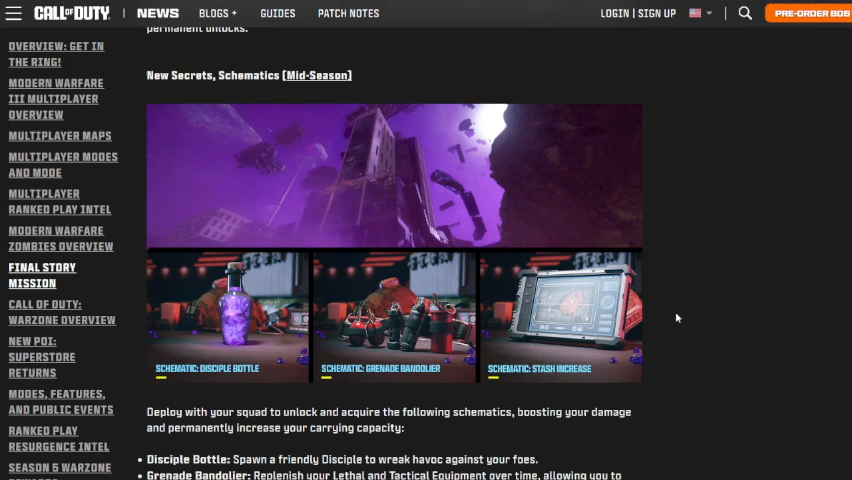 CALL OF DUTY
NEWS
BLOGS +
GUIDES
PATCH NOTES
LOGIN | SIGN UP
PRE-ORDER BO6
OVERVIEW: GET IN
THE RING!
MODERN WARFARE
III MULTIPLAYER
OVERVIEW
MULTIPLAYER MAPS
MULTIPLAYER MODES
AND MODE
MULTIPLAYER
RANKED PLAY INTEL
MODERN WARFARE
ZOMBIES OVERVIEW
FINAL STORY
MISSION
CALL OF DUTY:
WARZONE OVERVIEW
NEW POI:
SUPERSTORE
RETURNS
MODES, FEATURES,
AND PUBLIC EVENTS
RANKED PLAY
RESURGENCE INTEL
SEASON 5 WARZONE
permanent unlocks.
New Secrets, Schematics (Mid-Season)
SCHEMATIC: DISCIPLE BOTTLE
SCHEMATIC: GRENADE BANDOLIER
SCHEMATIC: STASH INCREASE
Deploy with your squad to unlock and acquire the following schematics, boosting your damage
and permanently increase your carrying capacity:
• Disciple Bottle: Spawn a friendly Disciple to wreak havoc against your foes.
• Grenade Bandolier: Replenish your Lethal and Tactical Equipment over time, allowing you to